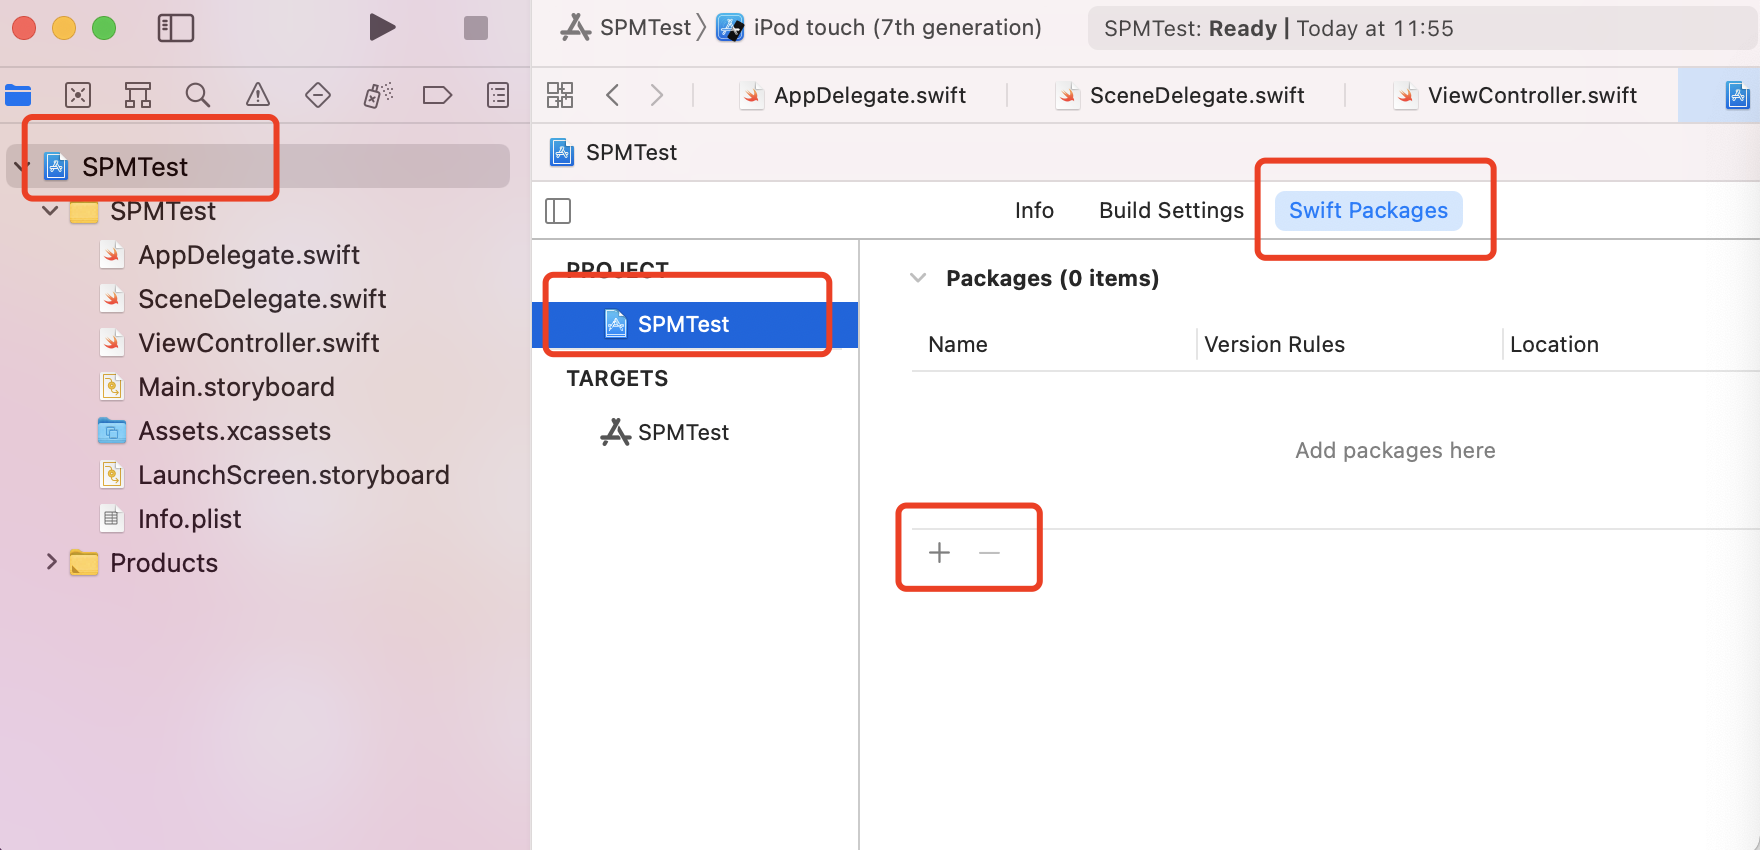 SPMTest
iPod touch (7th generation)
SPMTest: Ready | Today at 11:55
AppDelegate.swift
SceneDelegate.swift
ViewController.swift
SPMTest
SPMTest
AppDelegate.swift
SceneDelegate.swift
ViewController.swift
Main.storyboard
Assets.xcassets
LaunchScreen.storyboard
Info.plist
Products
SPMTest
Info
Build Settings
Swift Packages
PROJECT
SPMTest
TARGETS
SPMTest
Packages (0 items)
Name
Version Rules
Location
Add packages here